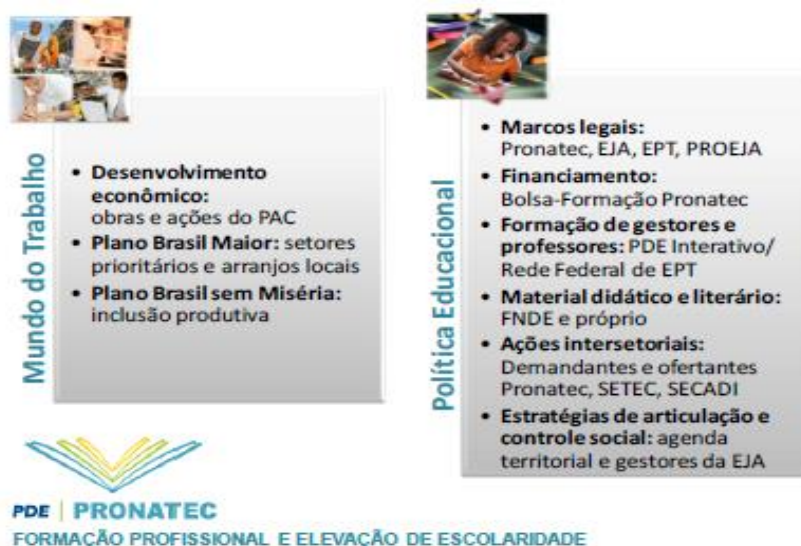 Mundo do Trabalho
• Desenvolvimento
econômico:
obras e ações do PAC
• Plano Brasil Maior: setores
prioritários e arranjos locais
• Plano Brasil sem Miséria:
inclusão produtiva
Política Educacional
• Marcos legais:
Pronatec, EJA, EPT, PROEJA
• Financiamento:
Bolsa-Formação Pronatec
• Formação de gestores e
professores: PDE Interativo/
Rede Federal de EPT
• Material didático e literário:
FNDE e próprio
• Ações intersetoriais:
Demandantes e ofertantes
Pronatec, SETEC, SECADI
• Estratégias de articulação e
controle social: agenda
territorial e gestores da EJA
PDE | PRONATEC
FORMAÇÃO PROFISSIONAL E ELEVAÇÃO DE ESCOLARIDADE